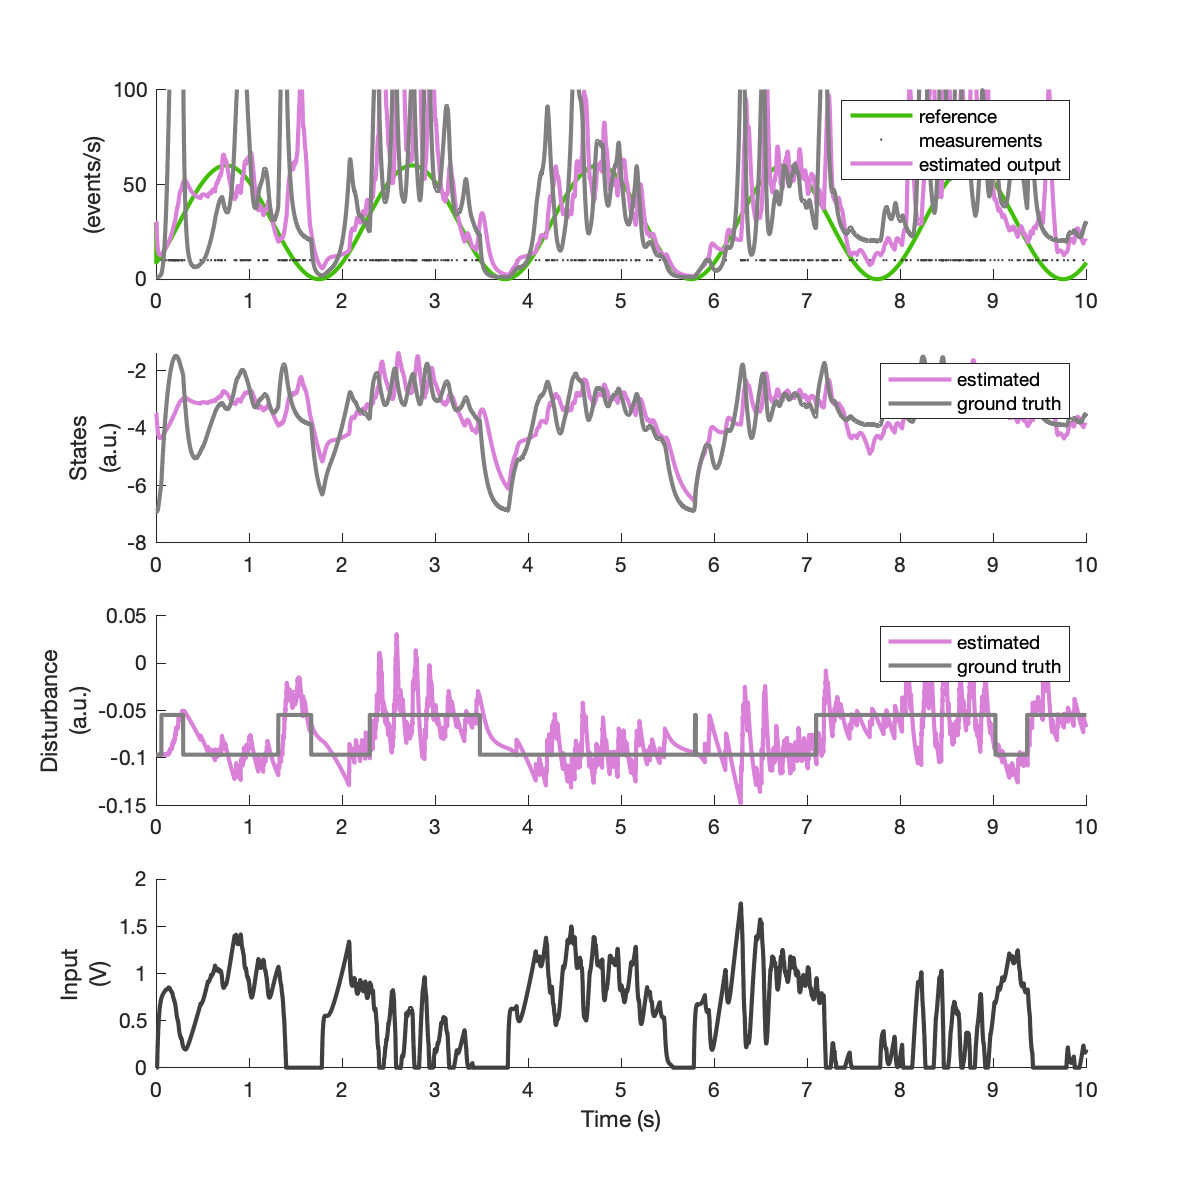 100
50
0
(events/s)
reference
measurements
estimated output
0 1 2 3 4 5 6 7 8 9 10
-2
-4
-6
-8
States
(a.u.)
estimated
ground truth
0 1 2 3 4 5 6 7 8 9 10
0.05
0
-0.05
-0.1
-0.15
Disturbance
(a.u.)
estimated
ground truth
0 1 2 3 4 5 6 7 8 9 10
2
1.5
1
0.5
0
Input
(V)
0 1 2 3 4 5 6 7 8 9 10
Time (s)